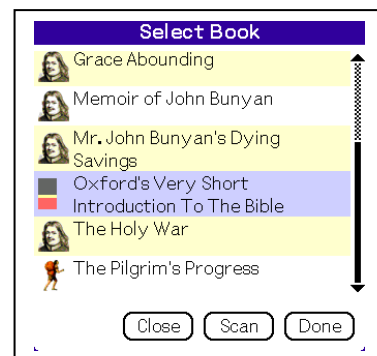 Select Book
Grace Abounding
Memoir of John Bunyan
Mr. John Bunyan's Dying
Savings
Oxford's Very Short
Introduction To The Bible
The Holy War
The Pilgrim's Progress
Close Scan Done